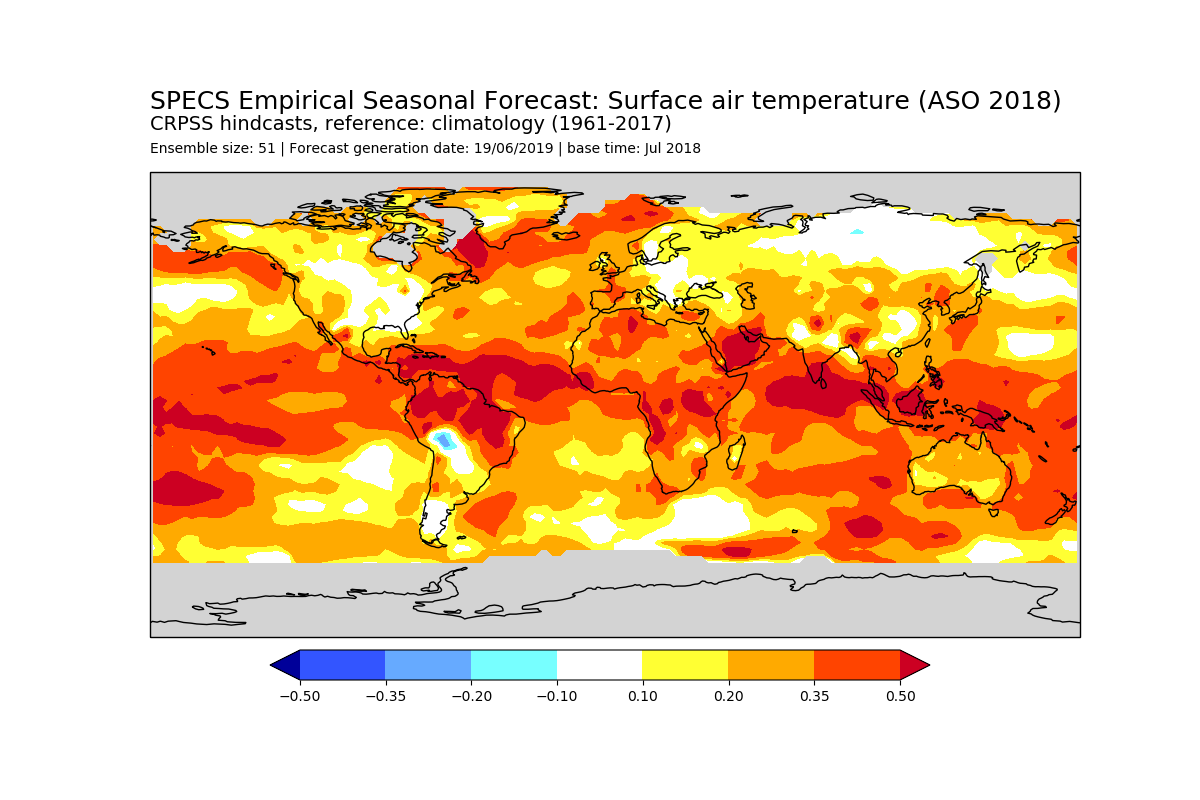 SPECS Empirical Seasonal Forecast: Surface air temperature (ASO 2018)
CRPSS hindcasts, reference: climatology (1961-2017)
Ensemble size: 51 | Forecast generation date: 19/06/2019 | base time: Jul 2018
−0.50 −0.35 −0.20 −0.10 0.10 0.20 0.35 0.50